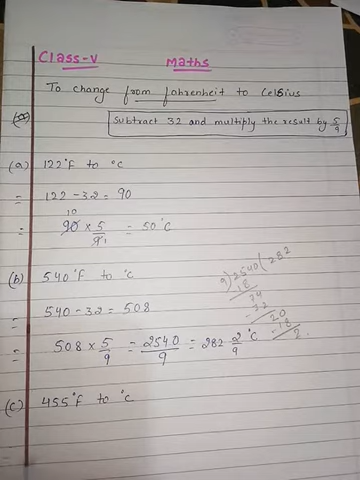 Class-V Maths
To change from fahrenheit to Celsius
Subtract 32 and multiply the result by 5/9
(a) 122°F to °C
= 122 - 32 = 90
10
= 90 × 5/9 = 50°C
1
(b) 540°F to °C
= 540 - 32 = 508
= 508 × 5/9 = 2540/9 = 282 2/9 °C
9)2540(282
18
74
-32
20
-18
2
(c) 455°F to °C